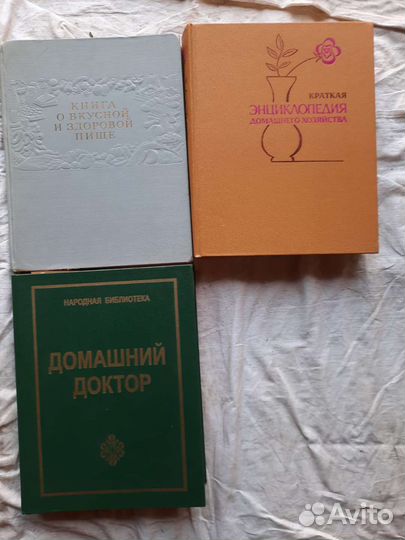 КНИГА
О ВКУСНОЙ
И ЗДОРОВОЙ
ПИЩЕ
КРАТКАЯ
ЭНЦИКЛОПЕДИЯ
ДОМАШНЕГО ХОЗЯЙСТВА
НАРОДНАЯ БИБЛИОТЕКА
ДОМАШНИЙ
ДОКТОР
Avito